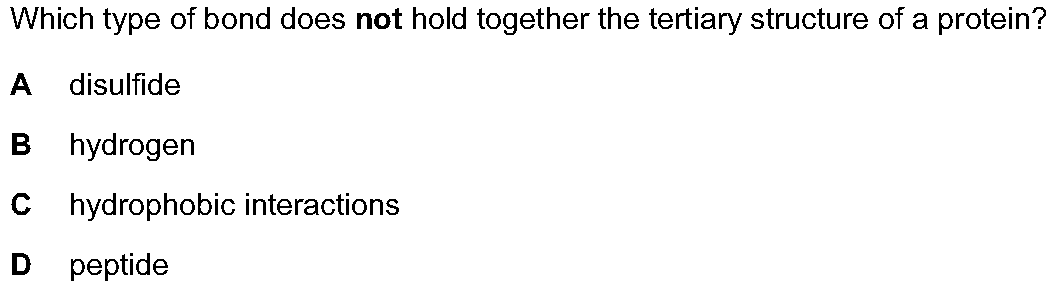 Which type of bond does not hold together the tertiary structure of a protein?
A disulfide
B hydrogen
C hydrophobic interactions
D peptide